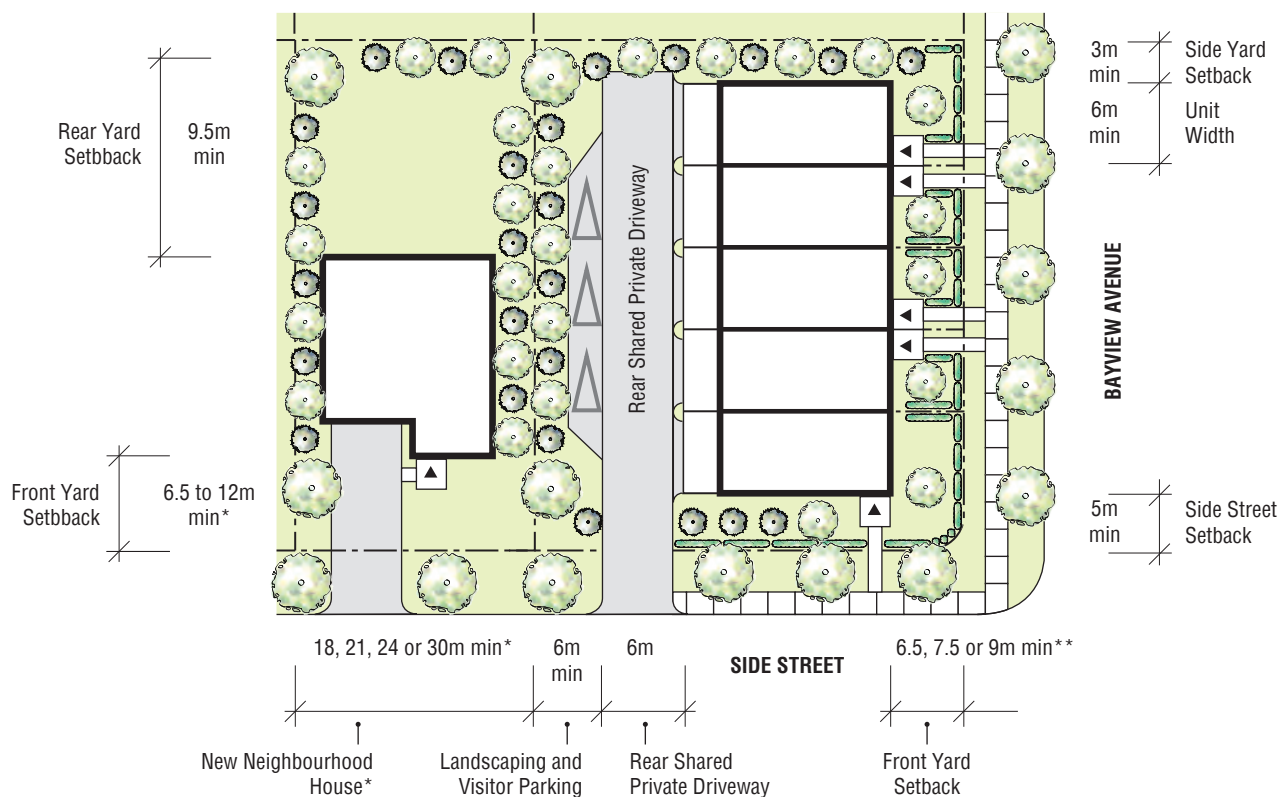 3m
min
Side Yard
Setback
6m
min
Unit
Width
Rear Yard
Setbback
9.5m
min
Rear Shared Private Driveway
BAYVIEW AVENUE
Front Yard
Setbback
6.5 to 12m
min*
5m
min
Side Street
Setback
18, 21, 24 or 30m min*
6m
min
6m
SIDE STREET
6.5, 7.5 or 9m min**
New Neighbourhood
House*
Landscaping and
Visitor Parking
Rear Shared
Private Driveway
Front Yard
Setback